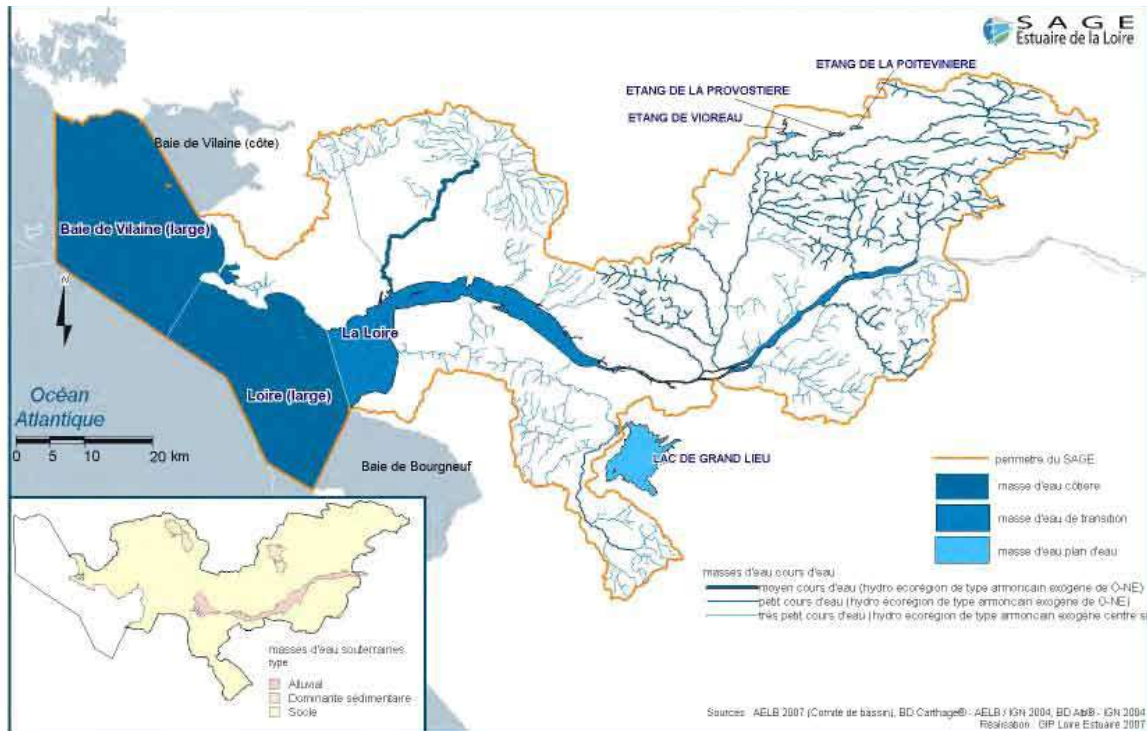 SAGE
Estuaire de la Loire
ETANG DE LA POITEVINIERE
ETANG DE LA PROVOSTIERE
ETANG DE VIOREAU
Baie de Vilaine (côte)
Baie de Vilaine (large)
N
La Loire
Loire (large)
Océan
Atlantique
0 5 10 20 km
Baie de Bourgneuf
LAC DE GRAND LIEU
périmètre du SAGE
masse d'eau côtière
masse d'eau de transition
masse d'eau plan d'eau
masses d'eau cours d'eau
moyen cours d'eau (hydro ecorégion de type armoricain exogène de O-NE)
petit cours d'eau (hydro ecorégion de type armoricain exogène de O-NE)
très petit cours d'eau (hydro ecorégion de type armoricain exogène centre s
masses d'eau souterraines
type
Alluvial
Dominante sédimentaire
Socle
Sources : AELB 2007 (Comité de bassin), BD Carthage® - AELB / IGN 2004, - IGN 2004
Réalisation : GIP Loire Estuaire 2007